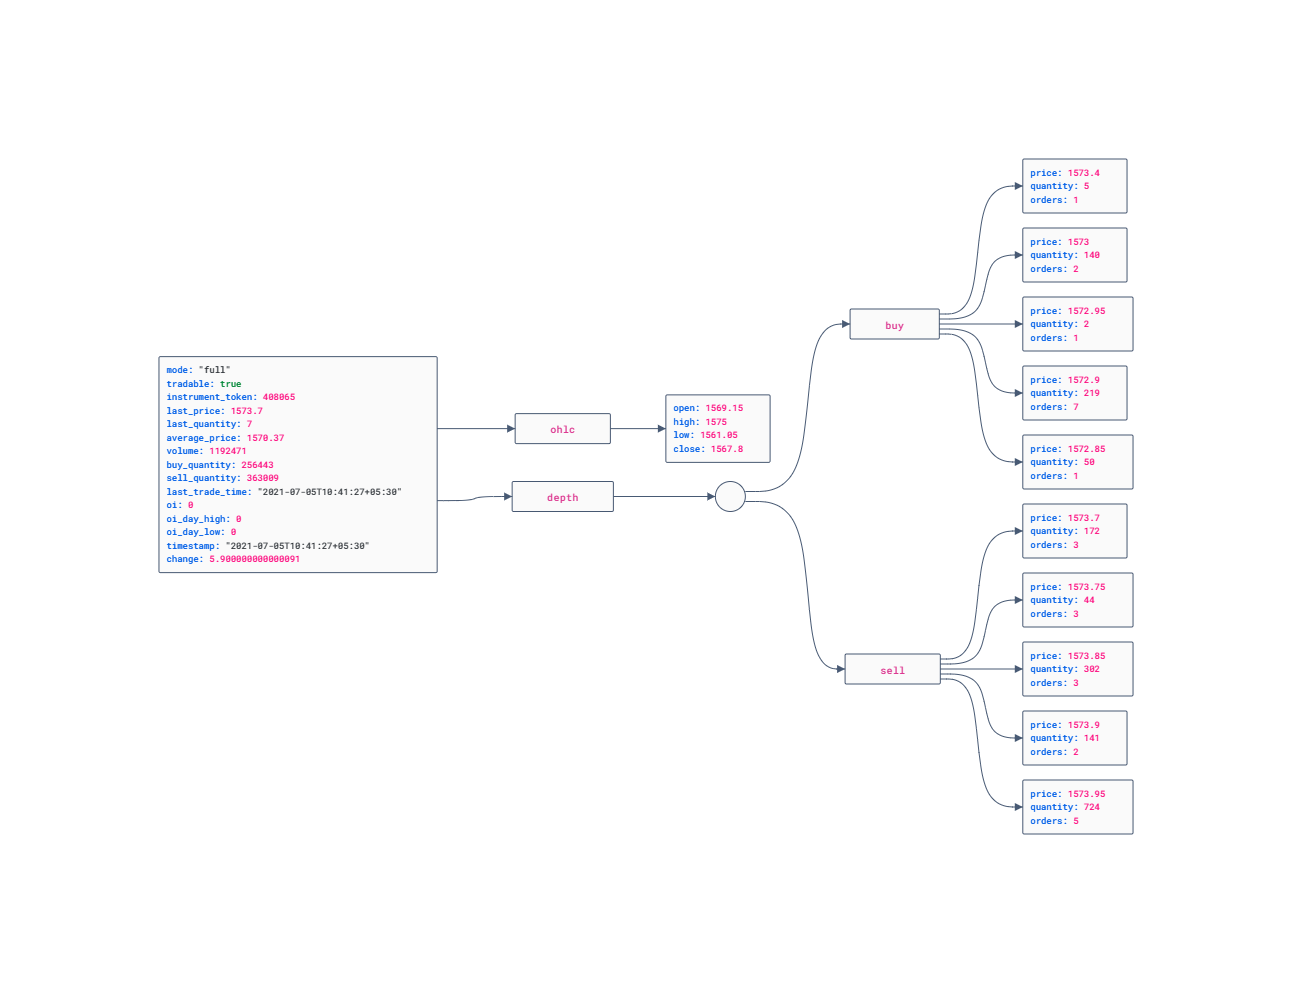 mode: "full"
tradable: true
instrument_token: 408065
last_price: 1573.7
last_quantity: 7
average_price: 1570.37
volume: 1192471
buy_quantity: 256443
sell_quantity: 363009
last_trade_time: "2021-07-05T10:41:27+05:30"
oi: 0
oi_day_high: 0
oi_day_low: 0
timestamp: "2021-07-05T10:41:27+05:30"
change: 5.900000000000091
ohlc
open: 1569.15
high: 1575
low: 1561.05
close: 1567.8
depth
buy
price: 1573.4
quantity: 5
orders: 1
price: 1573
quantity: 140
orders: 2
price: 1572.95
quantity: 2
orders: 1
price: 1572.9
quantity: 219
orders: 7
price: 1572.85
quantity: 50
orders: 1
sell
price: 1573.7
quantity: 172
orders: 3
price: 1573.75
quantity: 44
orders: 3
price: 1573.85
quantity: 302
orders: 3
price: 1573.9
quantity: 141
orders: 2
price: 1573.95
quantity: 724
orders: 5